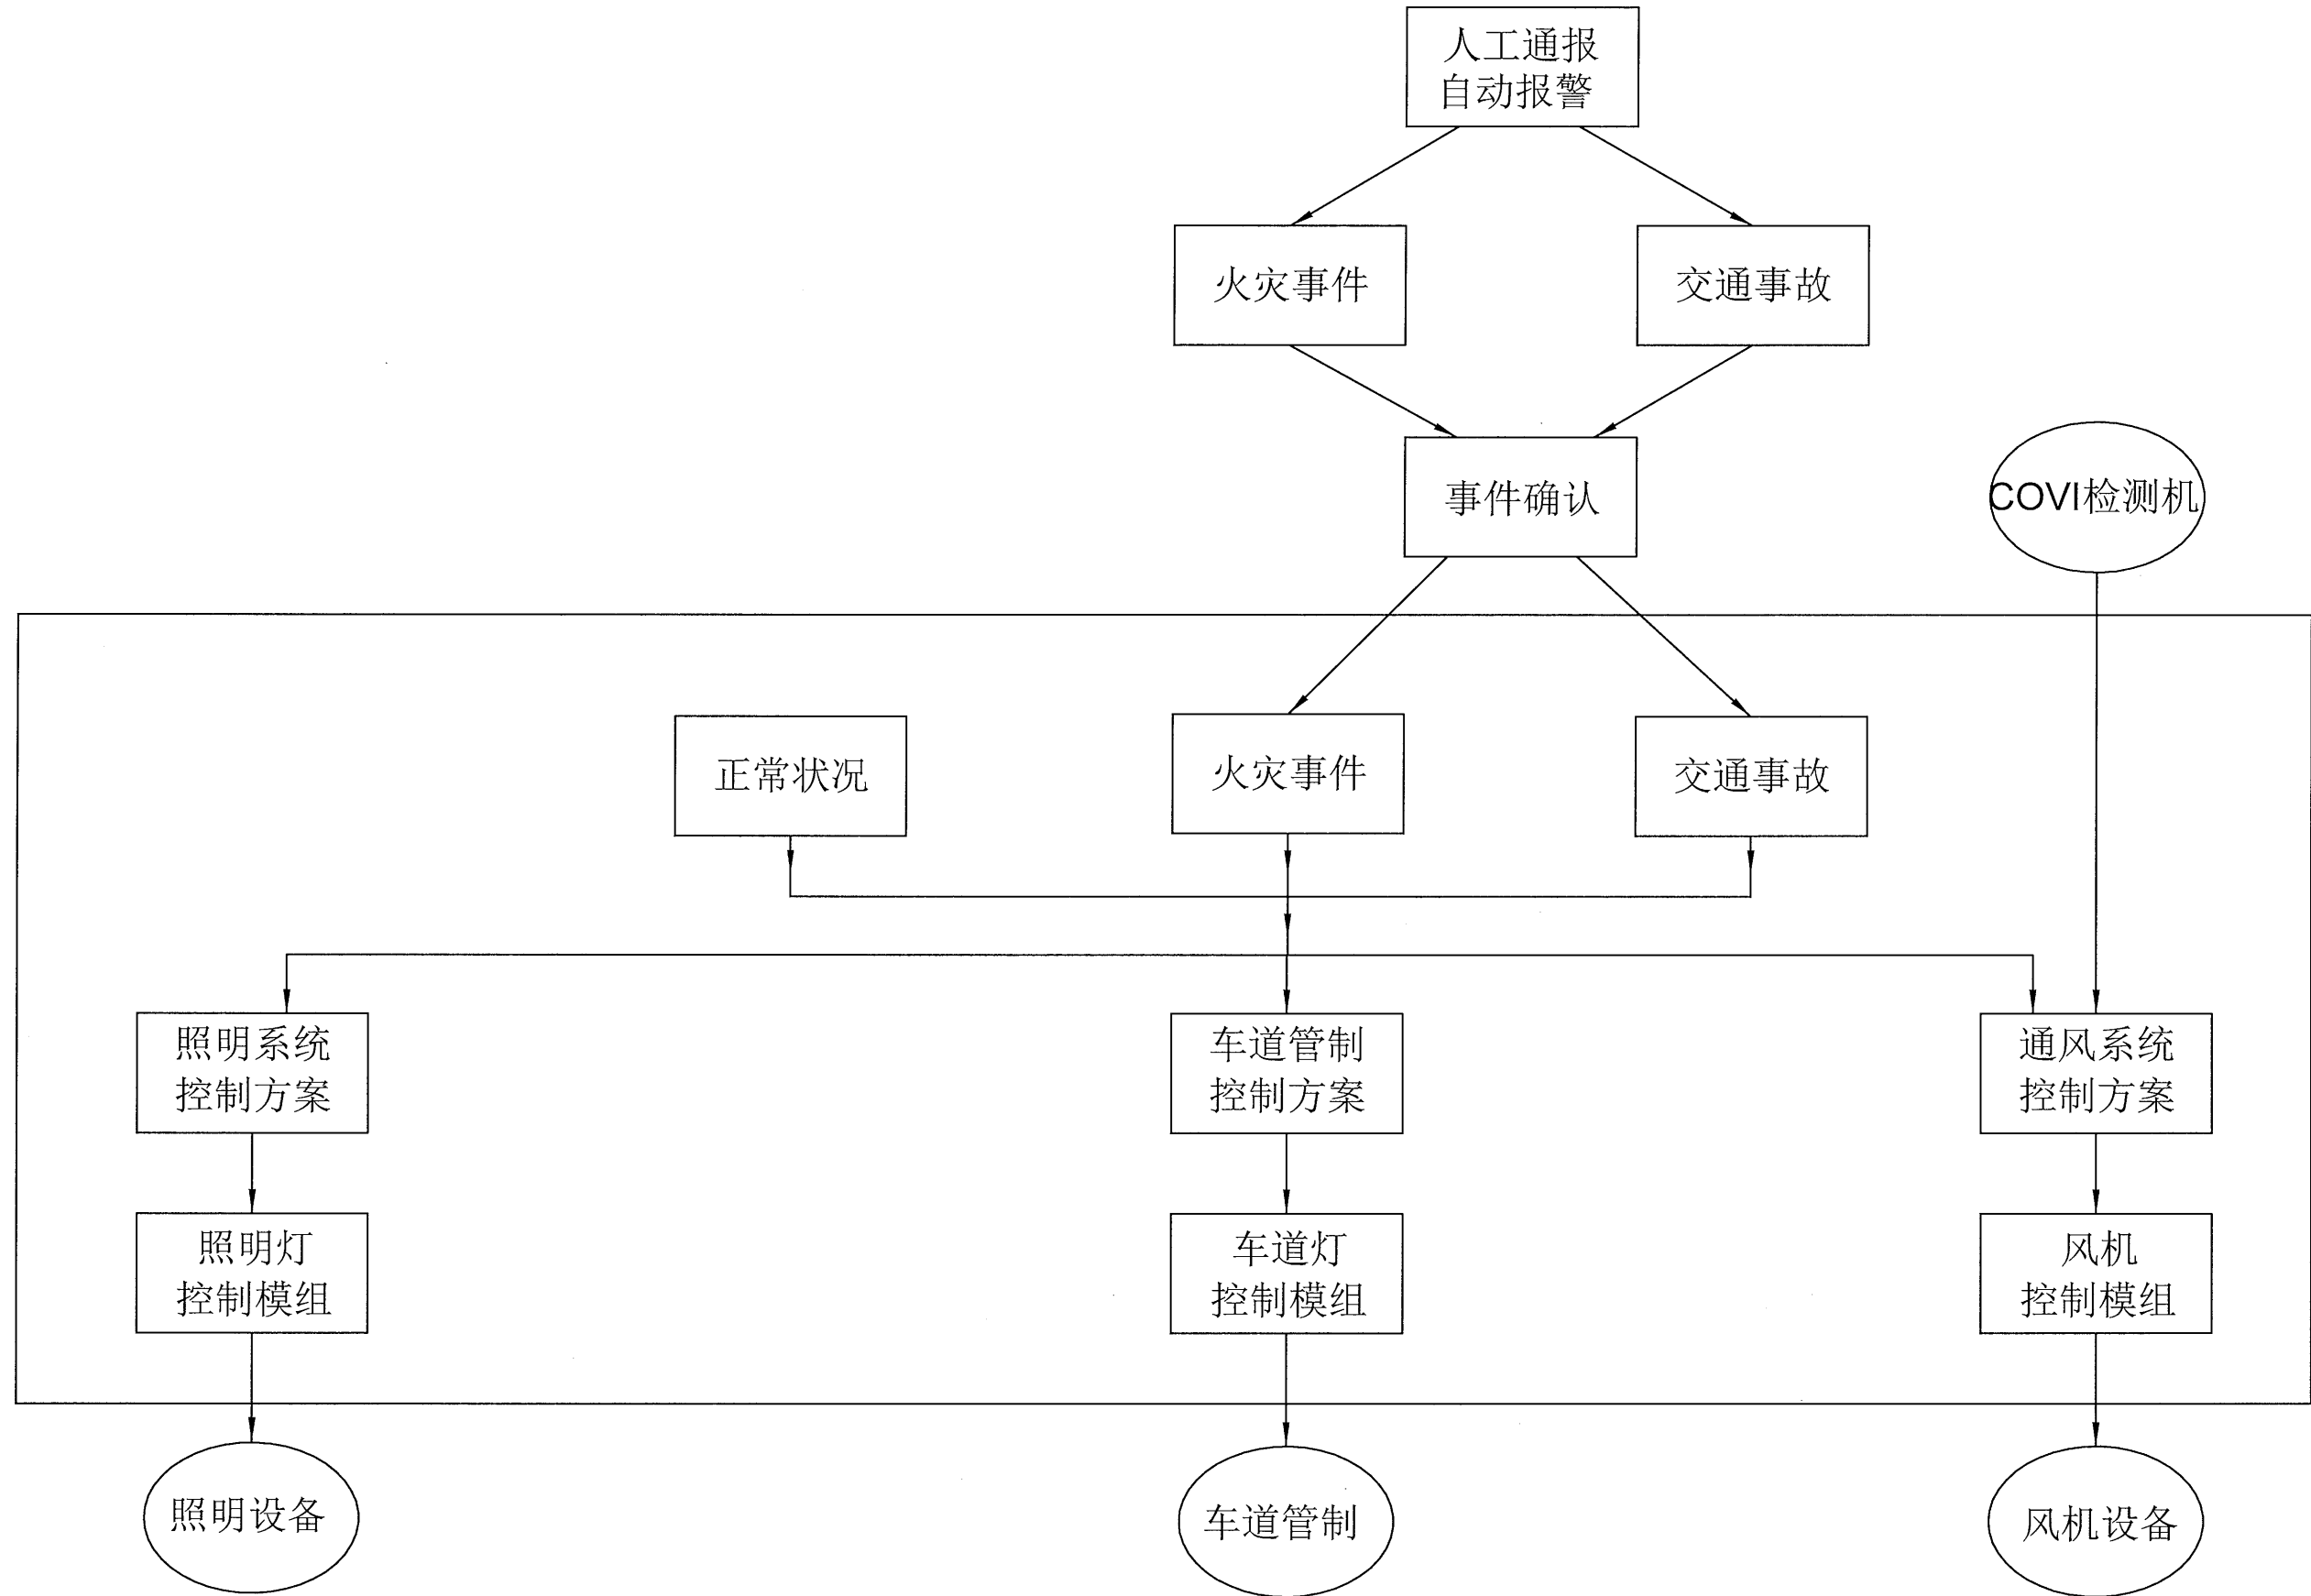 人工通报
自动报警
火灾事件
交通事故
事件确认
COVI检测机
正常状况
火灾事件
交通事故
照明系统
控制方案
车道管制
控制方案
通风系统
控制方案
照明灯
控制模组
车道灯
控制模组
风机
控制模组
照明设备
车道管制
风机设备